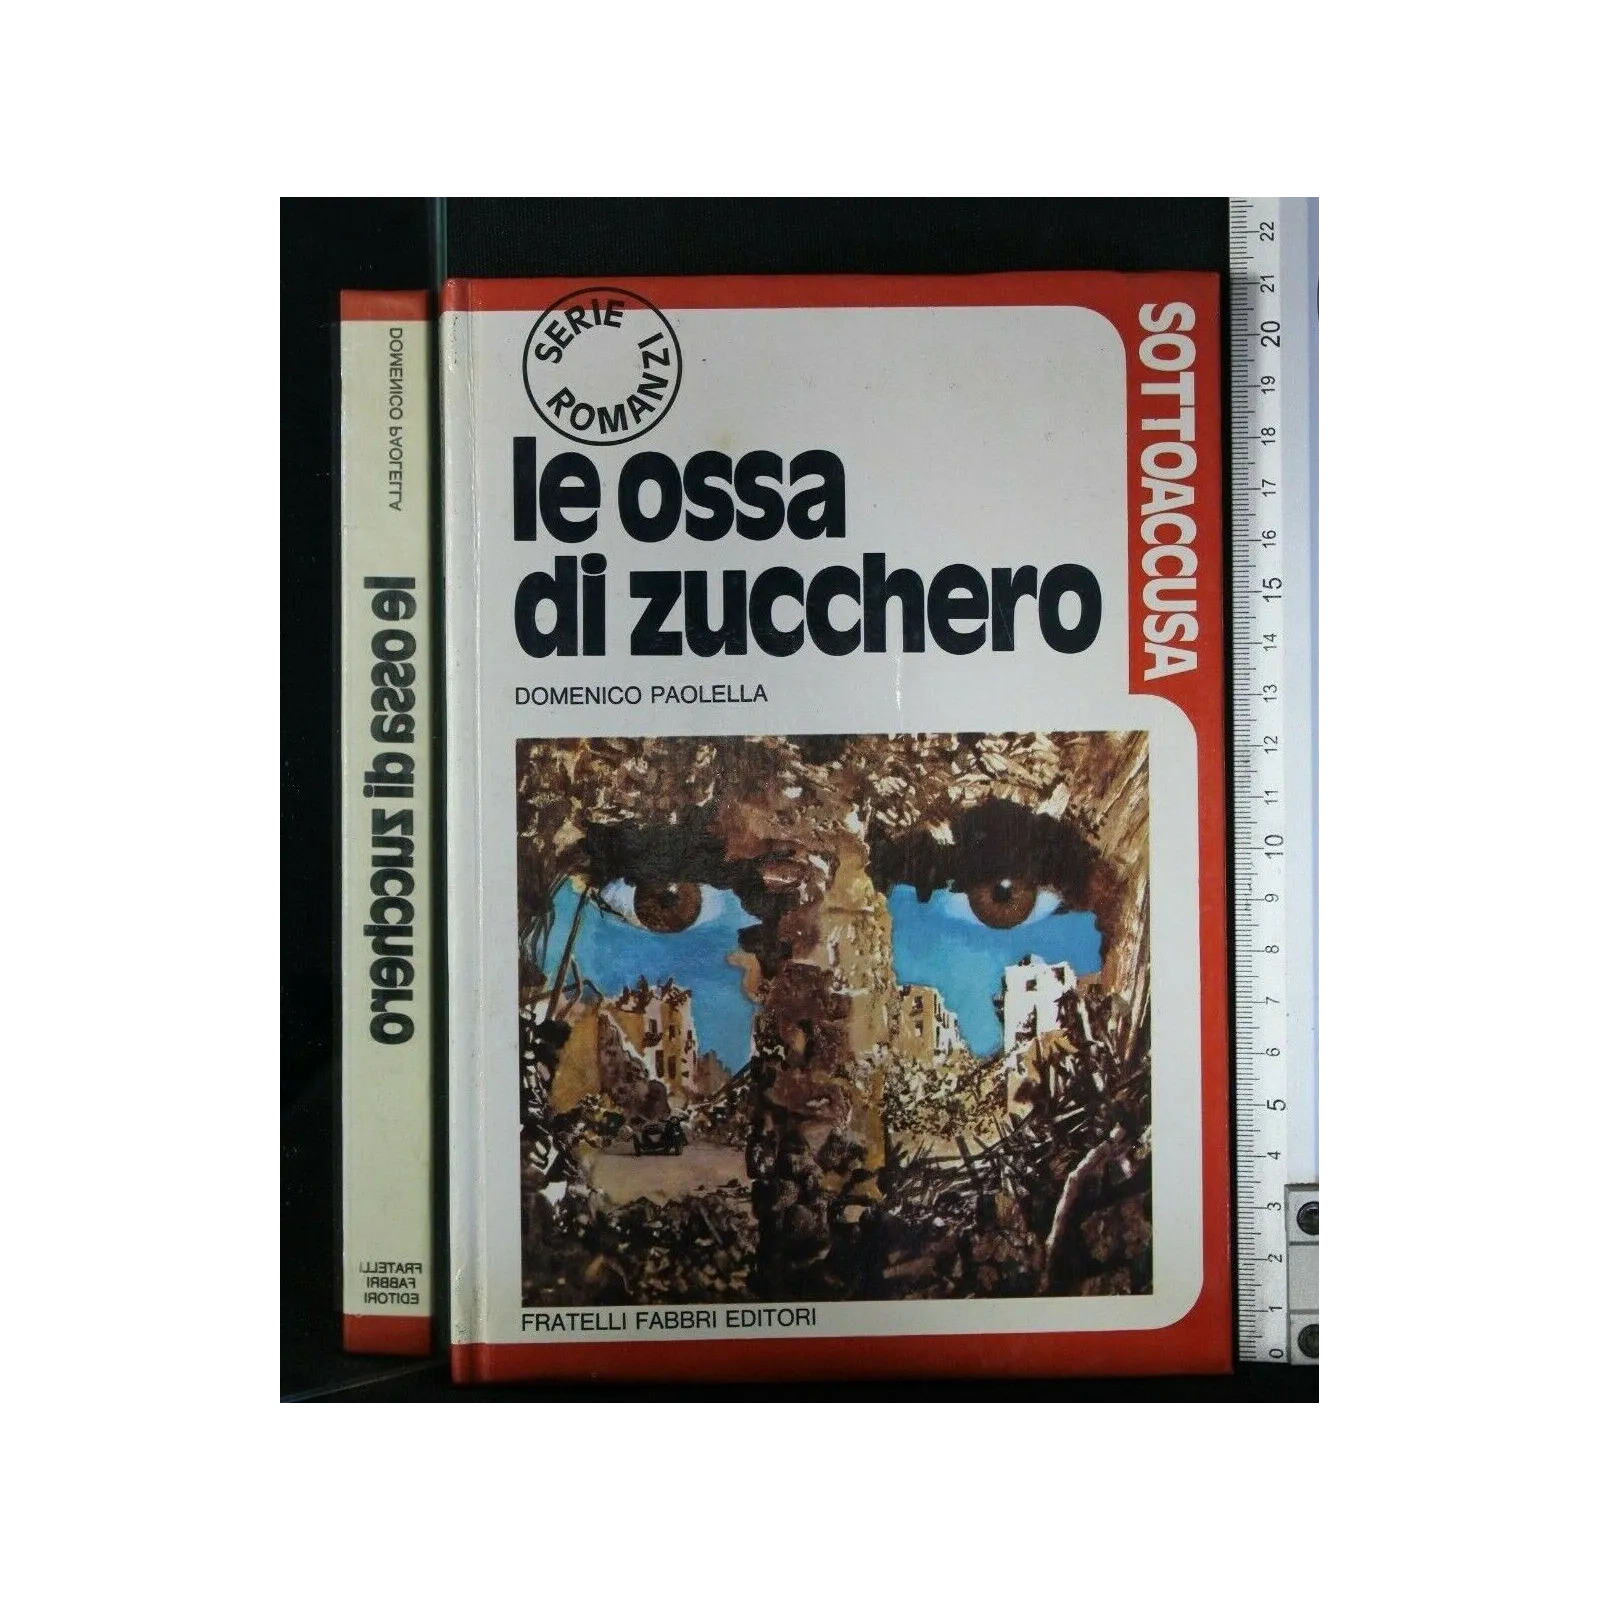 SERIE
ROMANZI
le ossa
di zucchero
DOMENICO PAOLELLA
SOTTOACCUSA
FRATELLI FABBRI EDITORI
DOMENICO PAOLELLA
le ossa di zucchero
FRATELLI
FABBRI
EDITORI
22
21
20
19
18
17
16
15
14
13
12
11
10
9
8
7
6
5
4
3
2
1
0